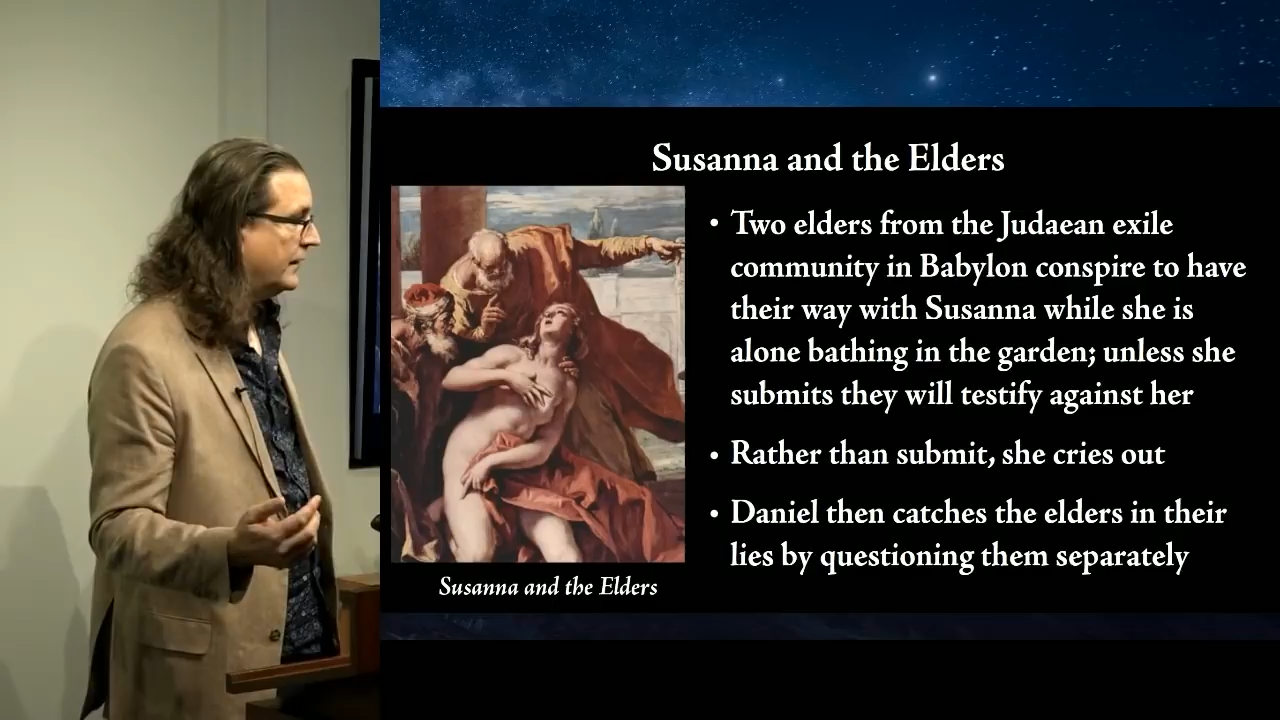 Susanna and the Elders
• Two elders from the Judaean exile
community in Babylon conspire to have
their way with Susanna while she is
alone bathing in the garden; unless she
submits they will testify against her
• Rather than submit, she cries out
• Daniel then catches the elders in their
lies by questioning them separately
Susanna and the Elders